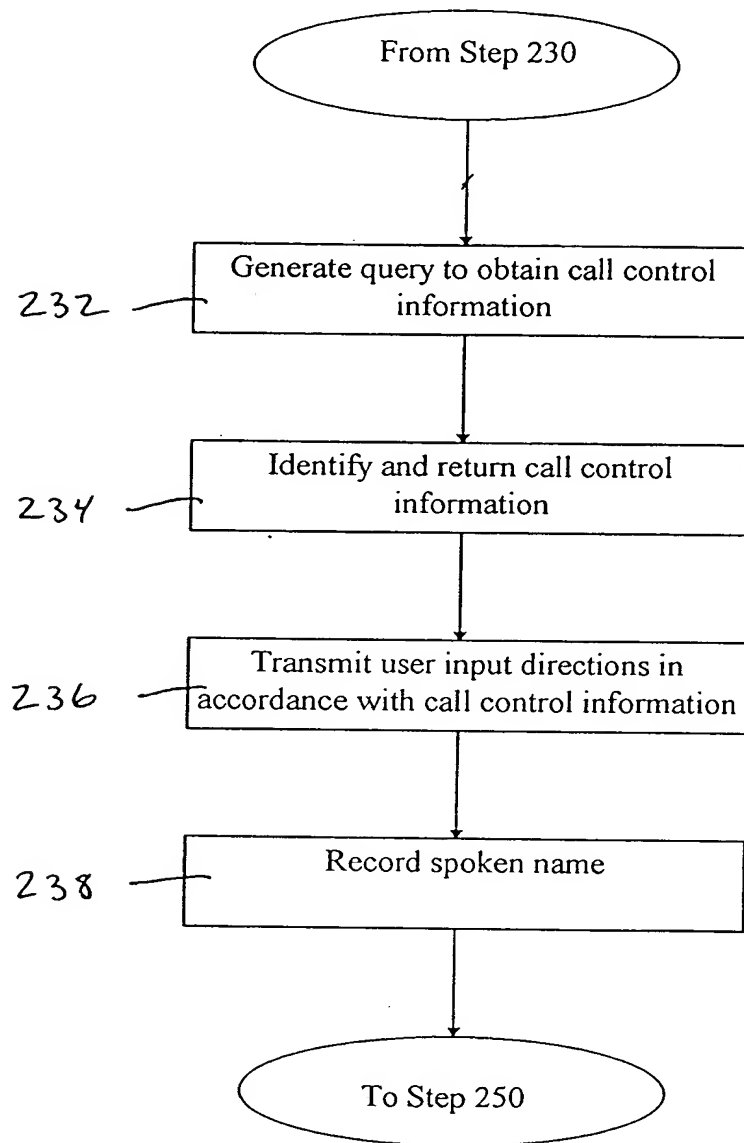 From Step 230
232
Generate query to obtain call control
information
234
Identify and return call control
information
236
Transmit user input directions in
accordance with call control information
238
Record spoken name
To Step 250